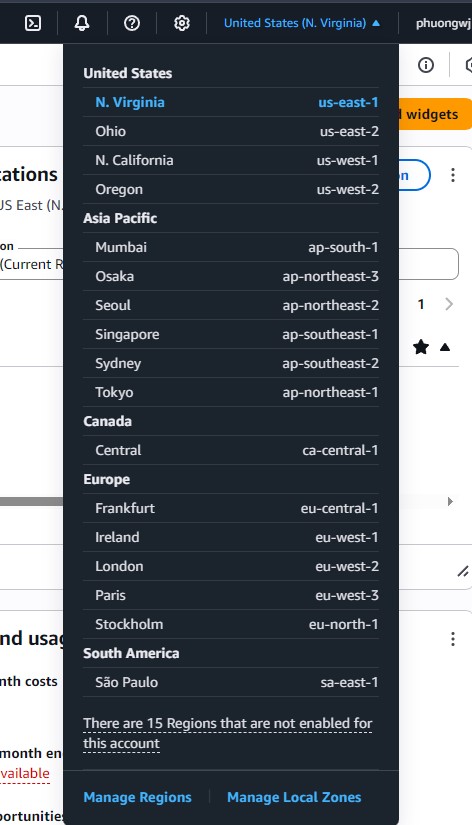 United States (N. Virginia)
phuongwj
United States
N. Virginia us-east-1
Ohio us-east-2
N. California us-west-1
Oregon us-west-2
Asia Pacific
Mumbai ap-south-1
Osaka ap-northeast-3
Seoul ap-northeast-2
Singapore ap-southeast-1
Sydney ap-southeast-2
Tokyo ap-northeast-1
Canada
Central ca-central-1
Europe
Frankfurt eu-central-1
Ireland eu-west-1
London eu-west-2
Paris eu-west-3
Stockholm eu-north-1
South America
São Paulo sa-east-1
There are 15 Regions that are not enabled for
this account
Manage Regions
Manage Local Zones
widgets
ations
US East (N.
on
on
(Current R
1
nd usag
nth costs
month en
vailable
portunities